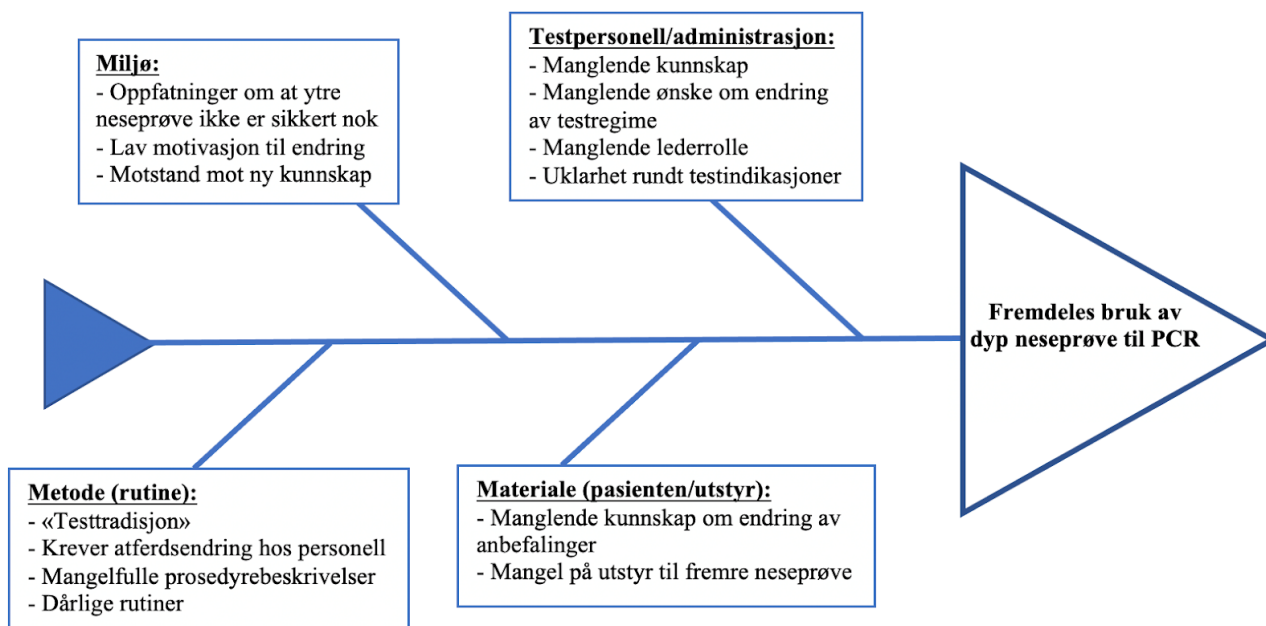 Miljø:
- Oppfatninger om at ytre
neseprøve ikke er sikkert nok
- Lav motivasjon til endring
- Motstand mot ny kunnskap
Testpersonell/administrasjon:
- Manglende kunnskap
- Manglende ønske om endring
av testregime
- Manglende lederrolle
- Uklarhet rundt testindikasjoner
Fremdeles bruk av
dyp neseprøve til PCR
Metode (rutine):
- «Testtradisjon»
- Krever atferdsendring hos personell
- Mangelfulle prosedyrebeskrivelser
- Dårlige rutiner
Materiale (pasienten/utstyr):
- Manglende kunnskap om endring av
anbefalinger
- Mangel på utstyr til fremre neseprøve